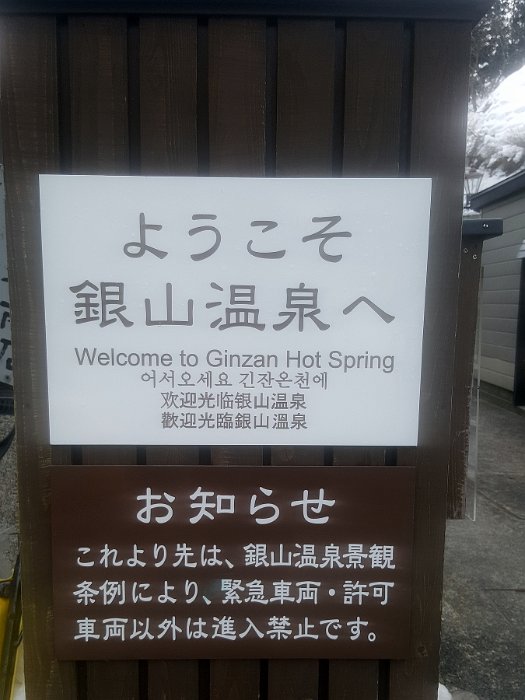 ようこそ
銀山温泉へ
Welcome to Ginzan Hot Spring
어서오세요 긴잔온천에
欢迎光临银山温泉
歡迎光臨銀山溫泉
お知らせ
これより先は、銀山温泉景観
条例により、緊急車両・許可
車両以外は進入禁止です。